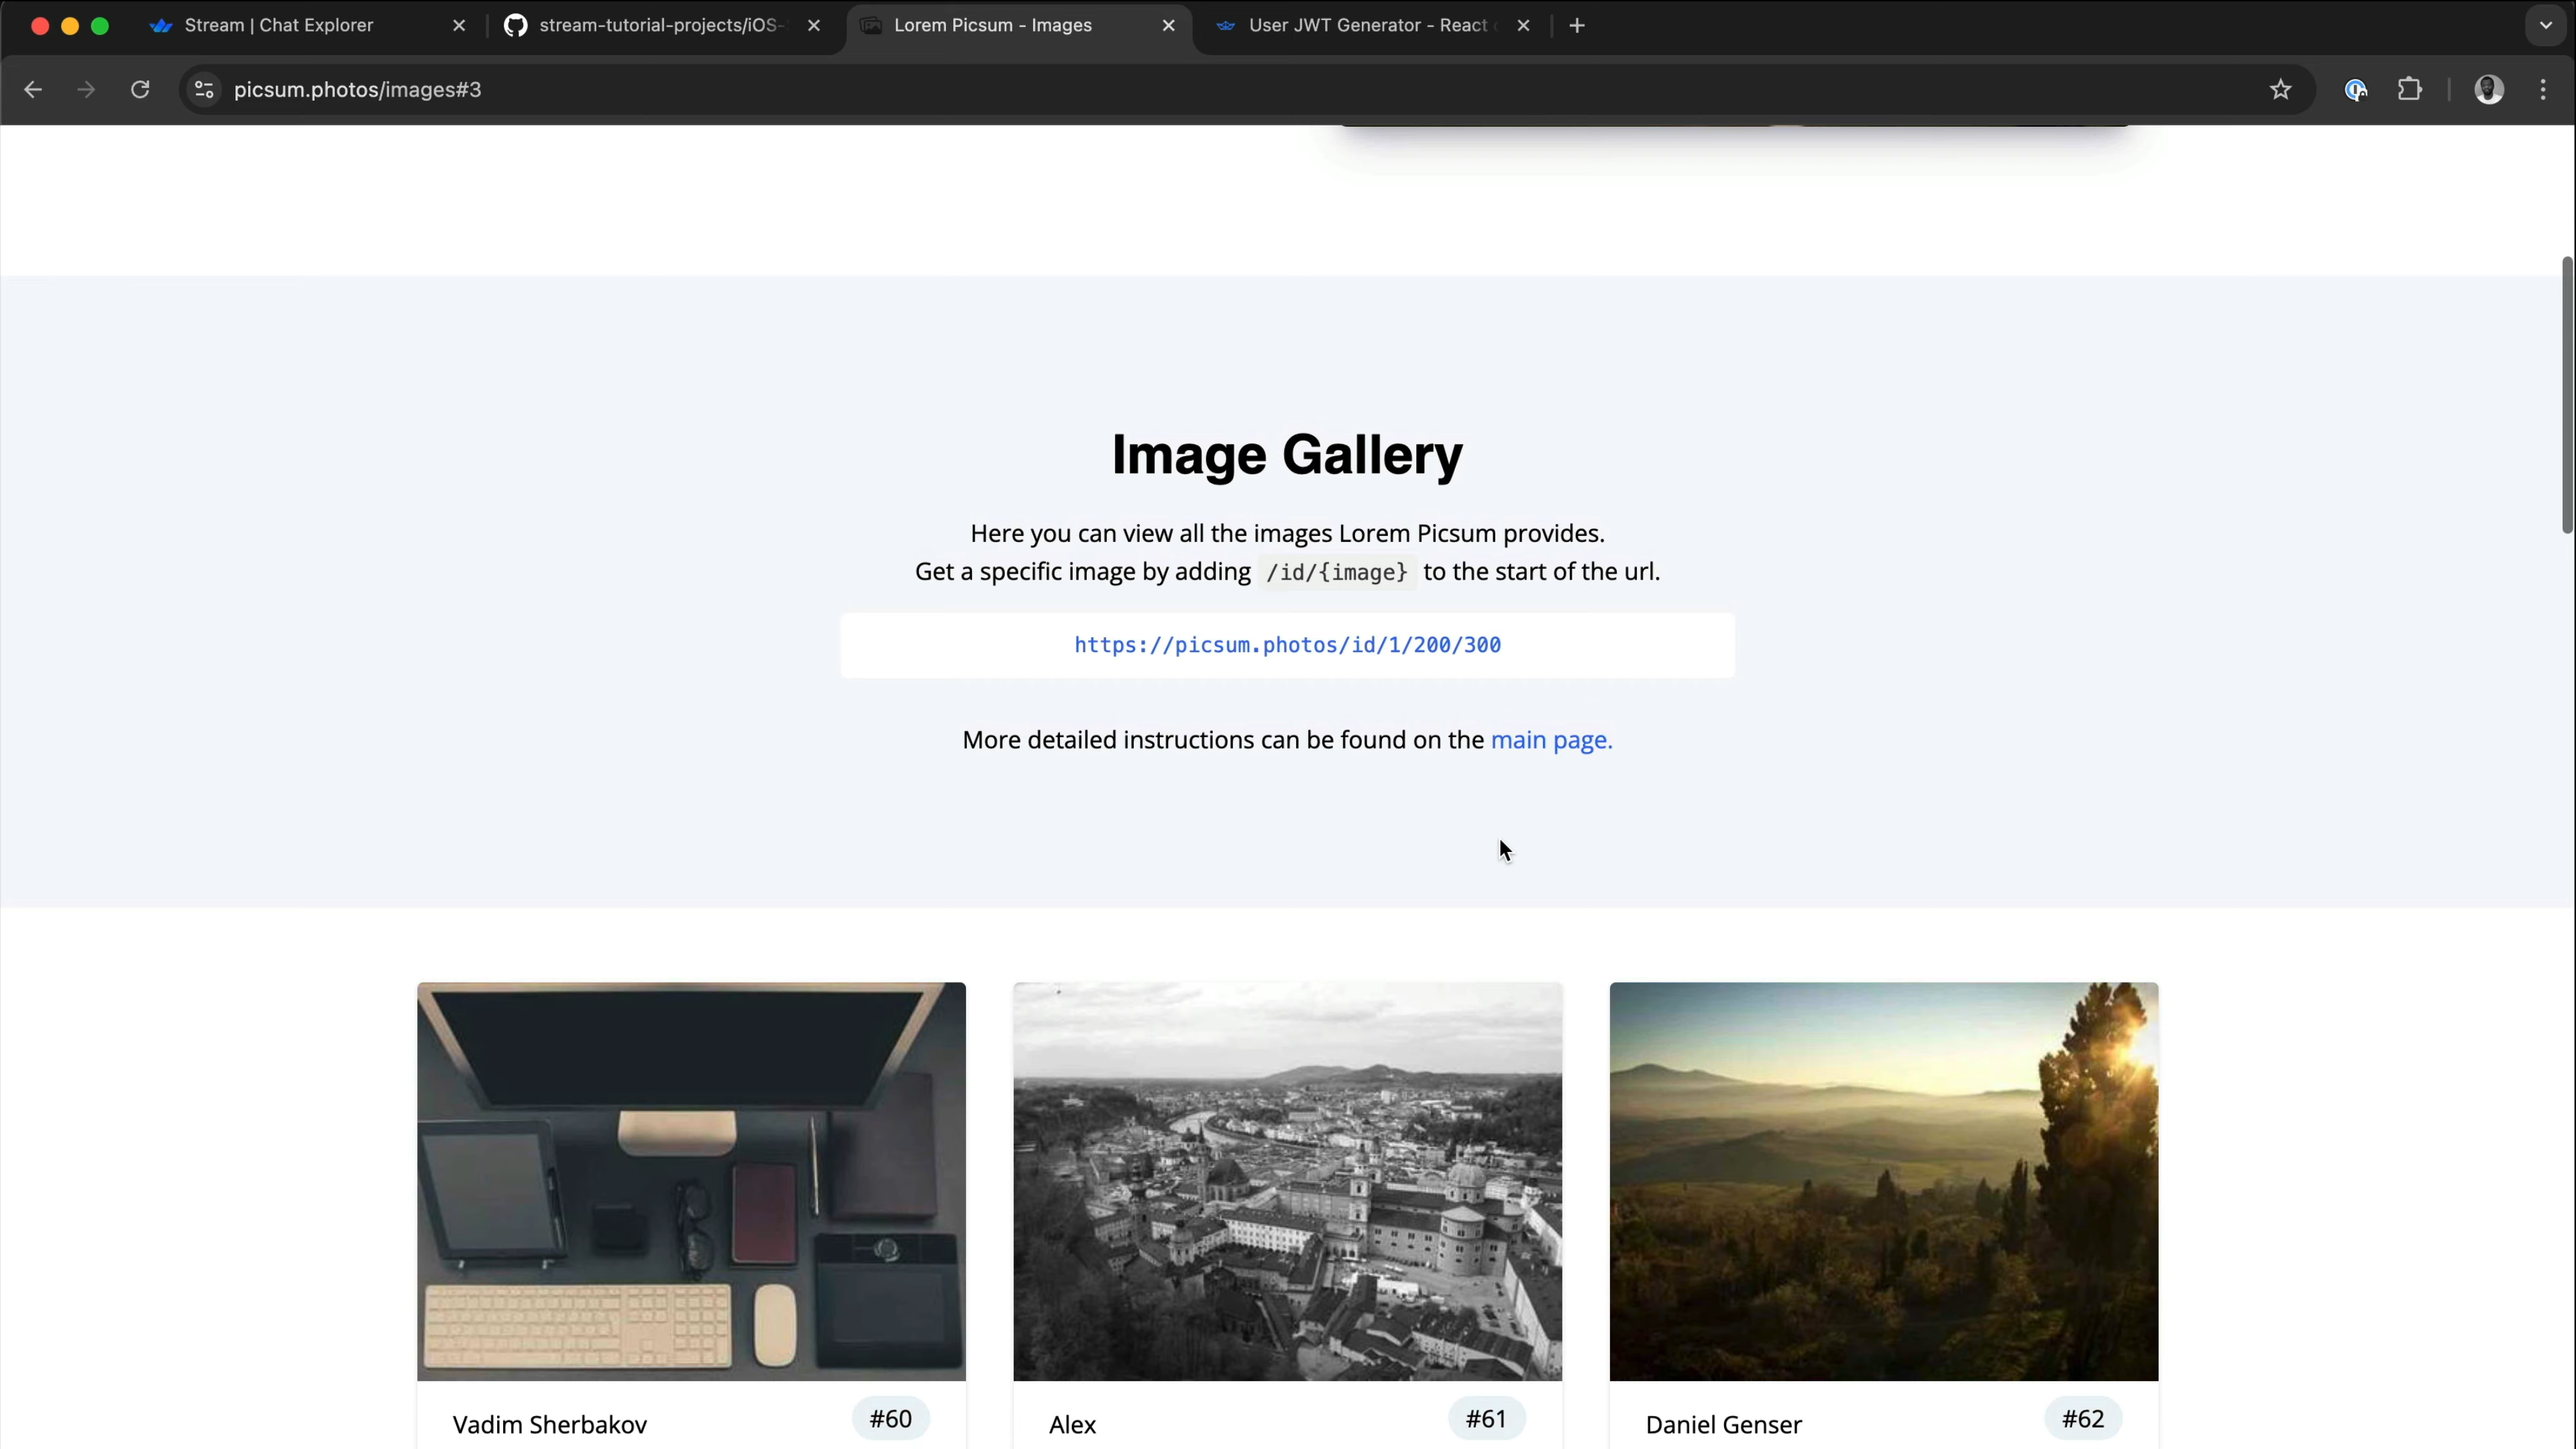 Stream | Chat Explorer
stream-tutorial-projects/iOS-
Lorem Picsum - Images
User JWT Generator - React
picsum.photos/images#3
Image Gallery
Here you can view all the images Lorem Picsum provides.
Get a specific image by adding /id/{image} to the start of the url.
https://picsum.photos/id/1/200/300
More detailed instructions can be found on the main page.
Vadim Sherbakov
#60
Alex
#61
Daniel Genser
#62